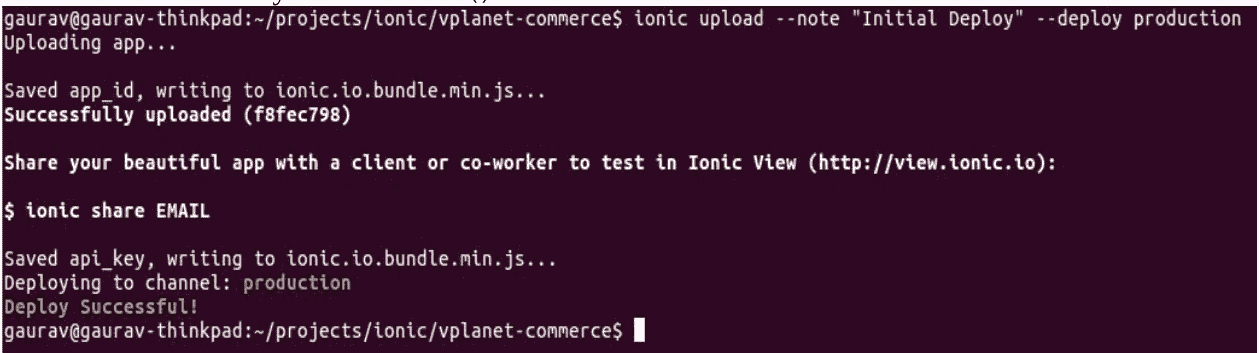 gaurav@gaurav-thinkpad:~/projects/ionic/vplanet-commerce$ ionic upload --note "Initial Deploy" --deploy production
Uploading app...
Saved app_id, writing to ionic.io.bundle.min.js...
Successfully uploaded (f8fec798)
Share your beautiful app with a client or co-worker to test in Ionic View (http://view.ionic.io):
$ ionic share EMAIL
Saved api_key, writing to ionic.io.bundle.min.js...
Deploying to channel: production
Deploy Successful!
gaurav@gaurav-thinkpad:~/projects/ionic/vplanet-commerce$